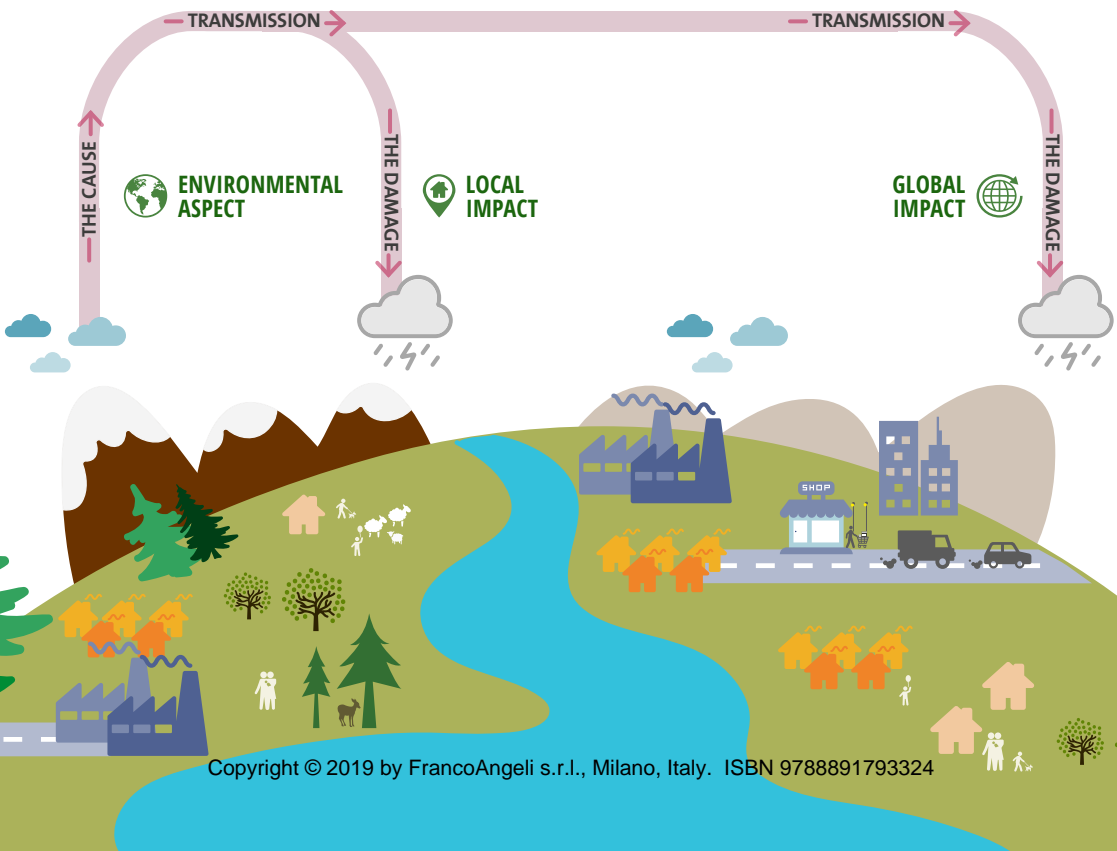 TRANSMISSION
TRANSMISSION
THE CAUSE
ENVIRONMENTAL
ASPECT
THE DAMAGE
LOCAL
IMPACT
GLOBAL
IMPACT
THE DAMAGE
SHOP
Copyright © 2019 by FrancoAngeli s.r.l., Milano, Italy. ISBN 9788891793324